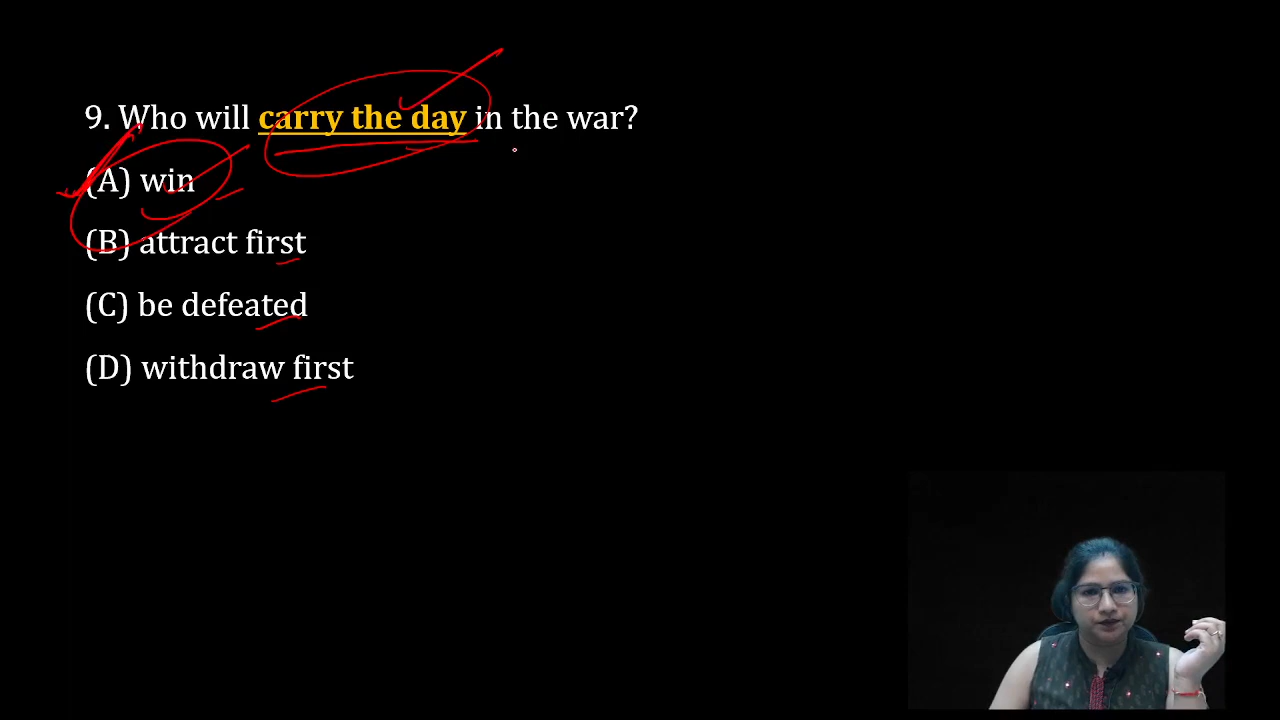 9. Who will carry the day in the war?
(A) win
(B) attract first
(C) be defeated
(D) withdraw first